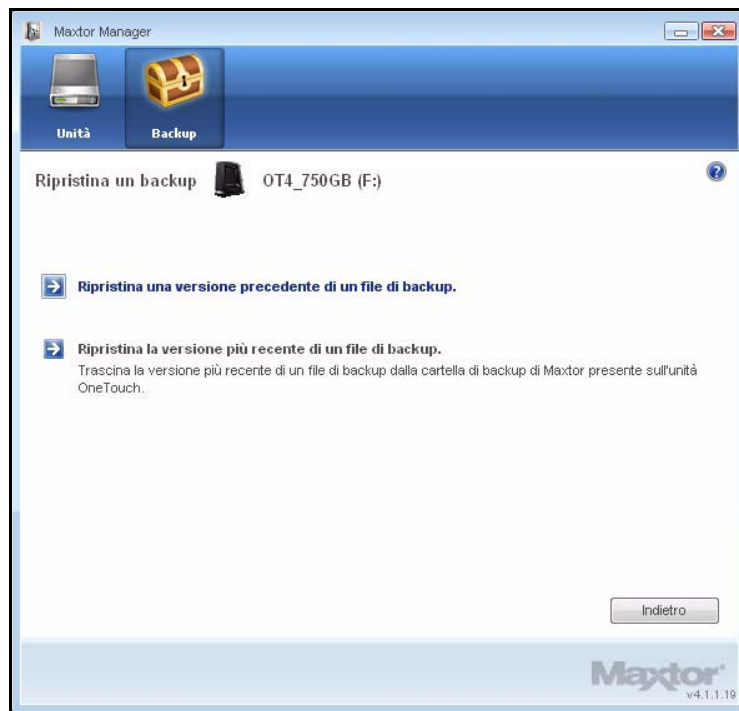 Maxtor Manager
Unità
Backup
Ripristina un backup OT4_750GB (F:)
Ripristina una versione precedente di un file di backup.
Ripristina la versione più recente di un file di backup.
Trascina la versione più recente di un file di backup dalla cartella di backup di Maxtor presente sull'unità
OneTouch.
Indietro
Maxtor
v4.1.1.19